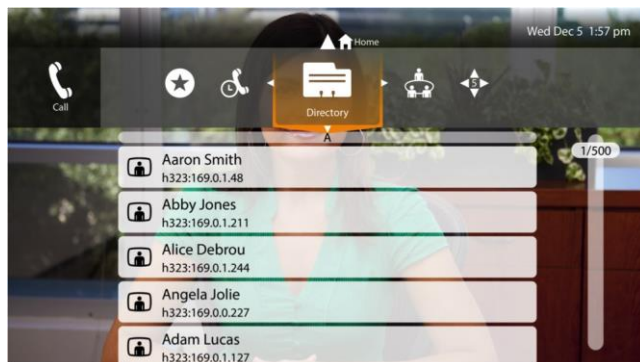 Wed Dec 5 1:57 pm
Home
Call
5
Directory
A
1/500
Aaron Smith
h323:169.0.1.48
Abby Jones
h323:169.0.1.211
Alice Debrou
h323:169.0.1.244
Angela Jolie
h323:169.0.0.227
Adam Lucas
h323:169.0.1.127